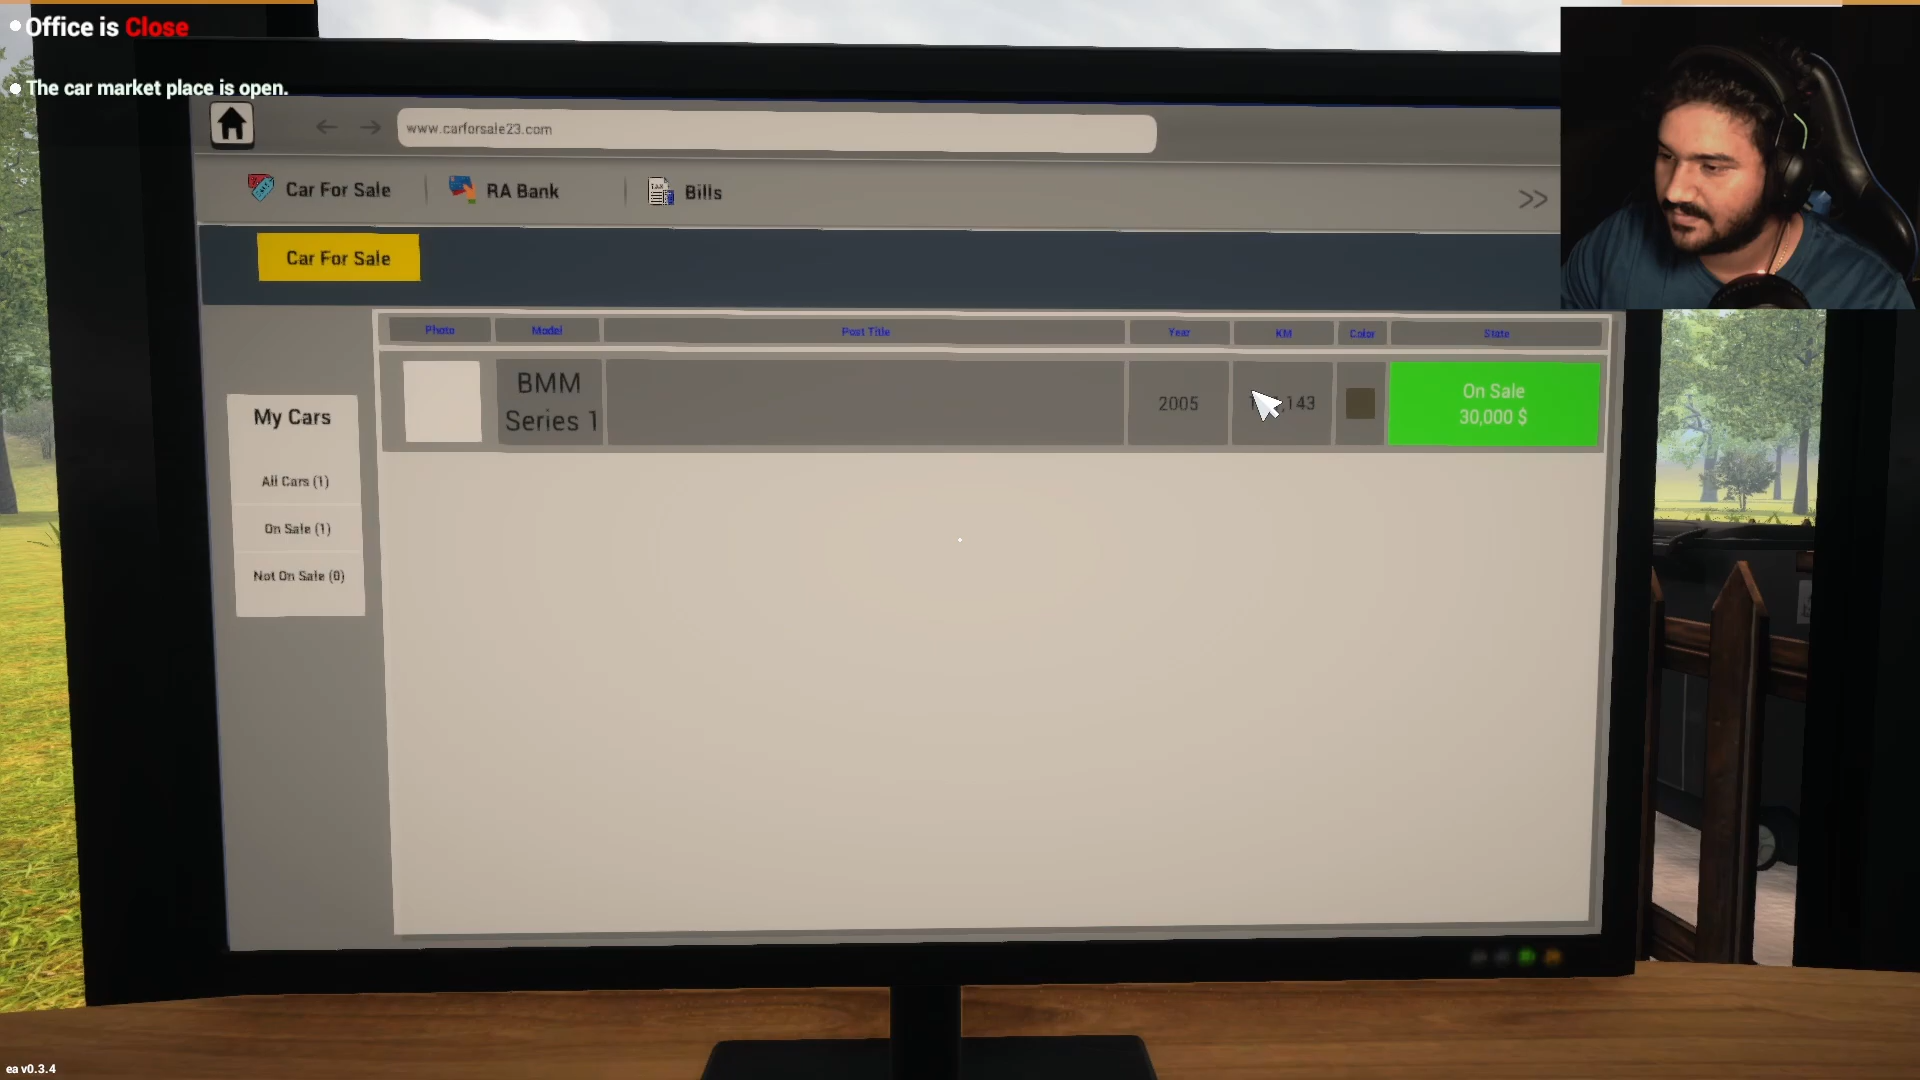 Office is Close
The car market place is open.
www.carforsale23.com
Car For Sale
RA Bank
Bills
>>
Car For Sale
Photo
Model
Post Title
Year
KM
Color
State
BMM
Series 1
2005
On Sale
30,000 $
My Cars
All Cars (1)
On Sale (1)
Not On Sale (0)
ea v0.3.4